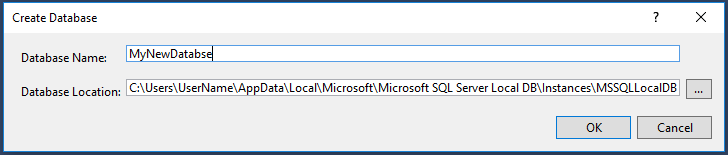 Create Database
Database Name: MyNewDatabse
Database Location: C:\Users\UserName\AppData\Local\Microsoft\Microsoft SQL Server Local DB\Instances\MSSQLLocalDB ...
OK Cancel